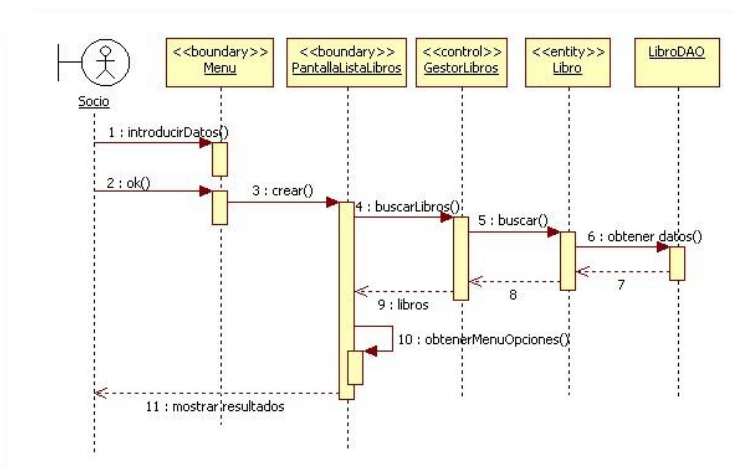 <<boundary>>
Menu
<<boundary>>
PantallaListaLibros
<<control>>
GestorLibros
<<entity>>
Libro
LibroDAO
Socio
1 : introducirDatos()
2 : ok()
3 : crear()
4 : buscarLibros()
5 : buscar()
6 : obtener datos()
7
8
9 : libros
10 : obtenerMenuOpciones()
11 : mostrar resultados